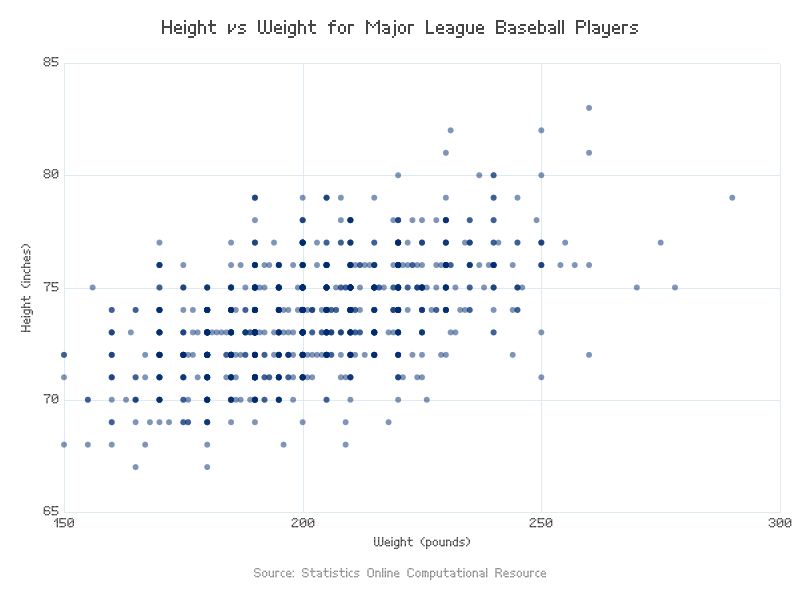 Height vs Weight for Major League Baseball Players
85
80
75
70
65
Height (inches)
150 200 250 300
Weight (pounds)
Source: Statistics Online Computational Resource